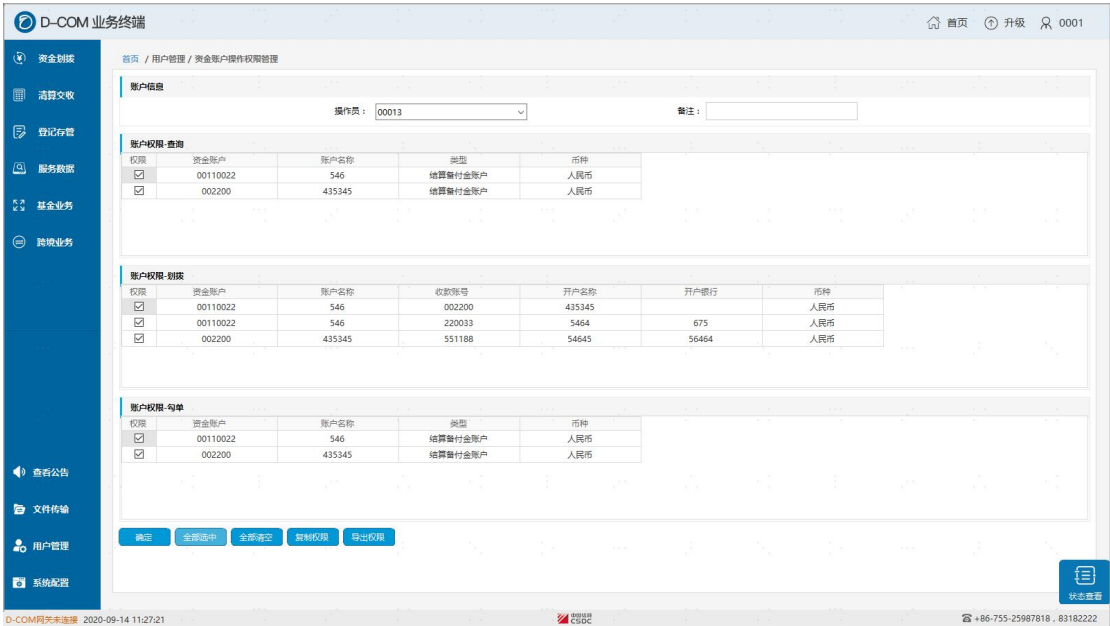 D-COM 业务终端 首页 升级 0001
资金划拨
清算交收
登记存管
服务数据
基金业务
跨境业务
查看公告
文件传输
用户管理
系统配置
首页 / 用户管理 / 资金账户操作权限管理
账户信息
操作员： 00013 备注：
账户权限-查询
权限 资金账户 账户名称 类型 币种
00110022 546 结算备付金账户 人民币
002200 435345 结算备付金账户 人民币
账户权限-划拨
权限 资金账户 账户名称 收款账号 开户名称 开户银行 币种
00110022 546 002200 435345 人民币
00110022 546 220033 5464 675 人民币
002200 435345 551188 54645 56464 人民币
账户权限-勾单
权限 资金账户 账户名称 类型 币种
00110022 546 结算备付金账户 人民币
002200 435345 结算备付金账户 人民币
确定 全部选中 全部清空 复制权限 导出权限
状态查看
D-COM网关未连接 2020-09-14 11:27:21 中国结算 CSDC +86-755-25987818 , 83182222